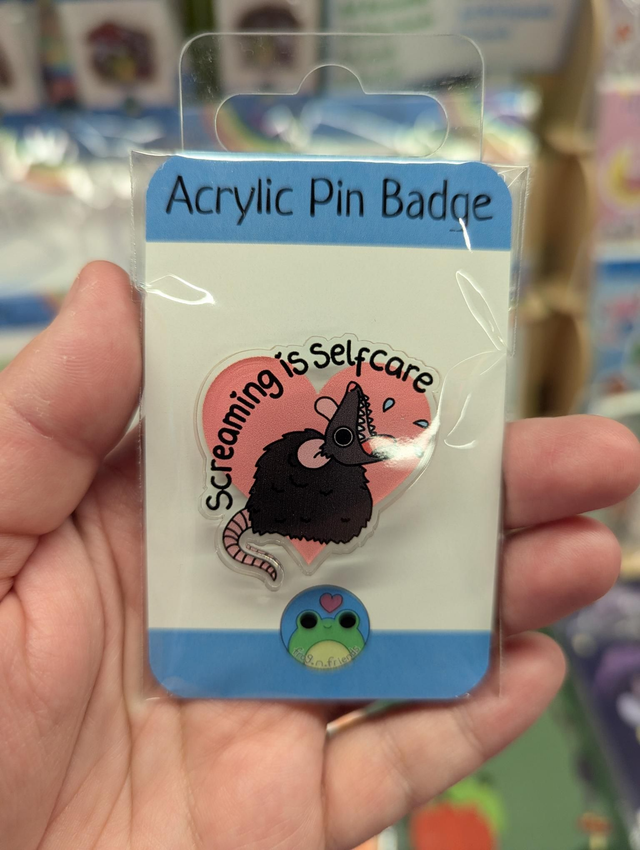 Acrylic Pin Badge
Screaming is Selfcare